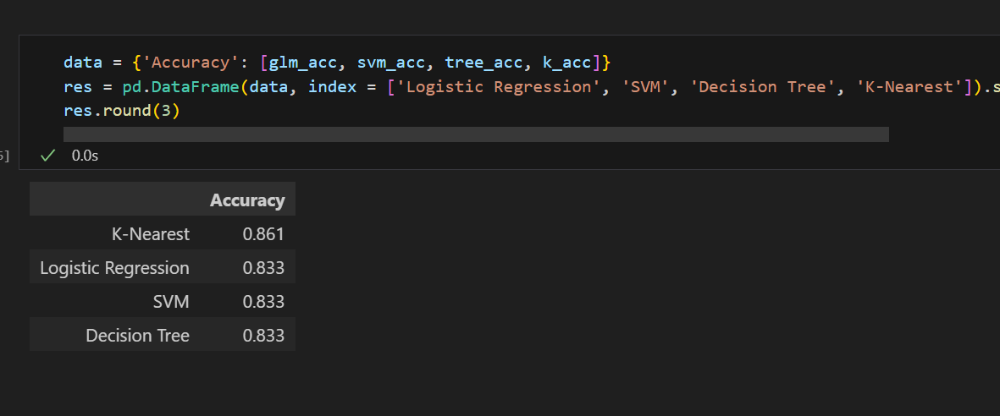 data = {'Accuracy': [glm_acc, svm_acc, tree_acc, k_acc]}
res = pd.DataFrame(data, index = ['Logistic Regression', 'SVM', 'Decision Tree', 'K-Nearest']).s
res.round(3)
] 0.0s
Accuracy
K-Nearest 0.861
Logistic Regression 0.833
SVM 0.833
Decision Tree 0.833